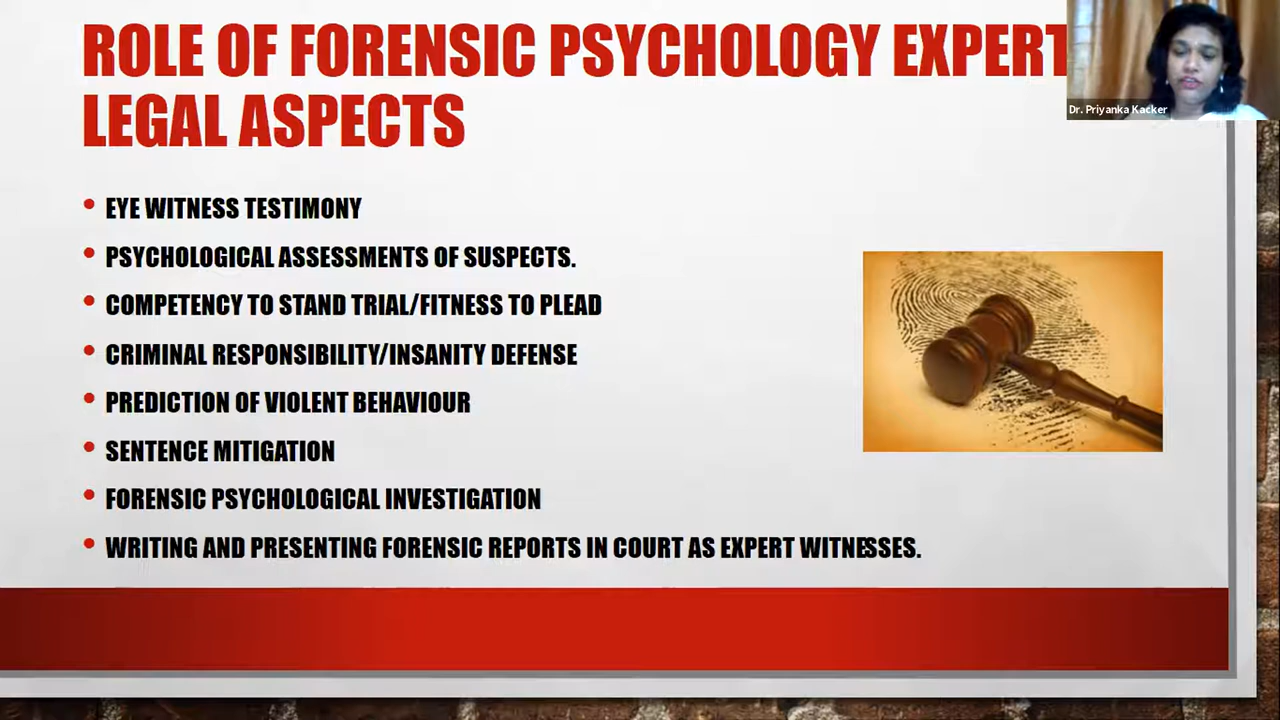 ROLE OF FORENSIC PSYCHOLOGY EXPERT
LEGAL ASPECTS
Dr. Priyanka Kacker
• EYE WITNESS TESTIMONY
• PSYCHOLOGICAL ASSESSMENTS OF SUSPECTS.
• COMPETENCY TO STAND TRIAL/FITNESS TO PLEAD
• CRIMINAL RESPONSIBILITY/INSANITY DEFENSE
• PREDICTION OF VIOLENT BEHAVIOUR
• SENTENCE MITIGATION
• FORENSIC PSYCHOLOGICAL INVESTIGATION
• WRITING AND PRESENTING FORENSIC REPORTS IN COURT AS EXPERT WITNESSES.